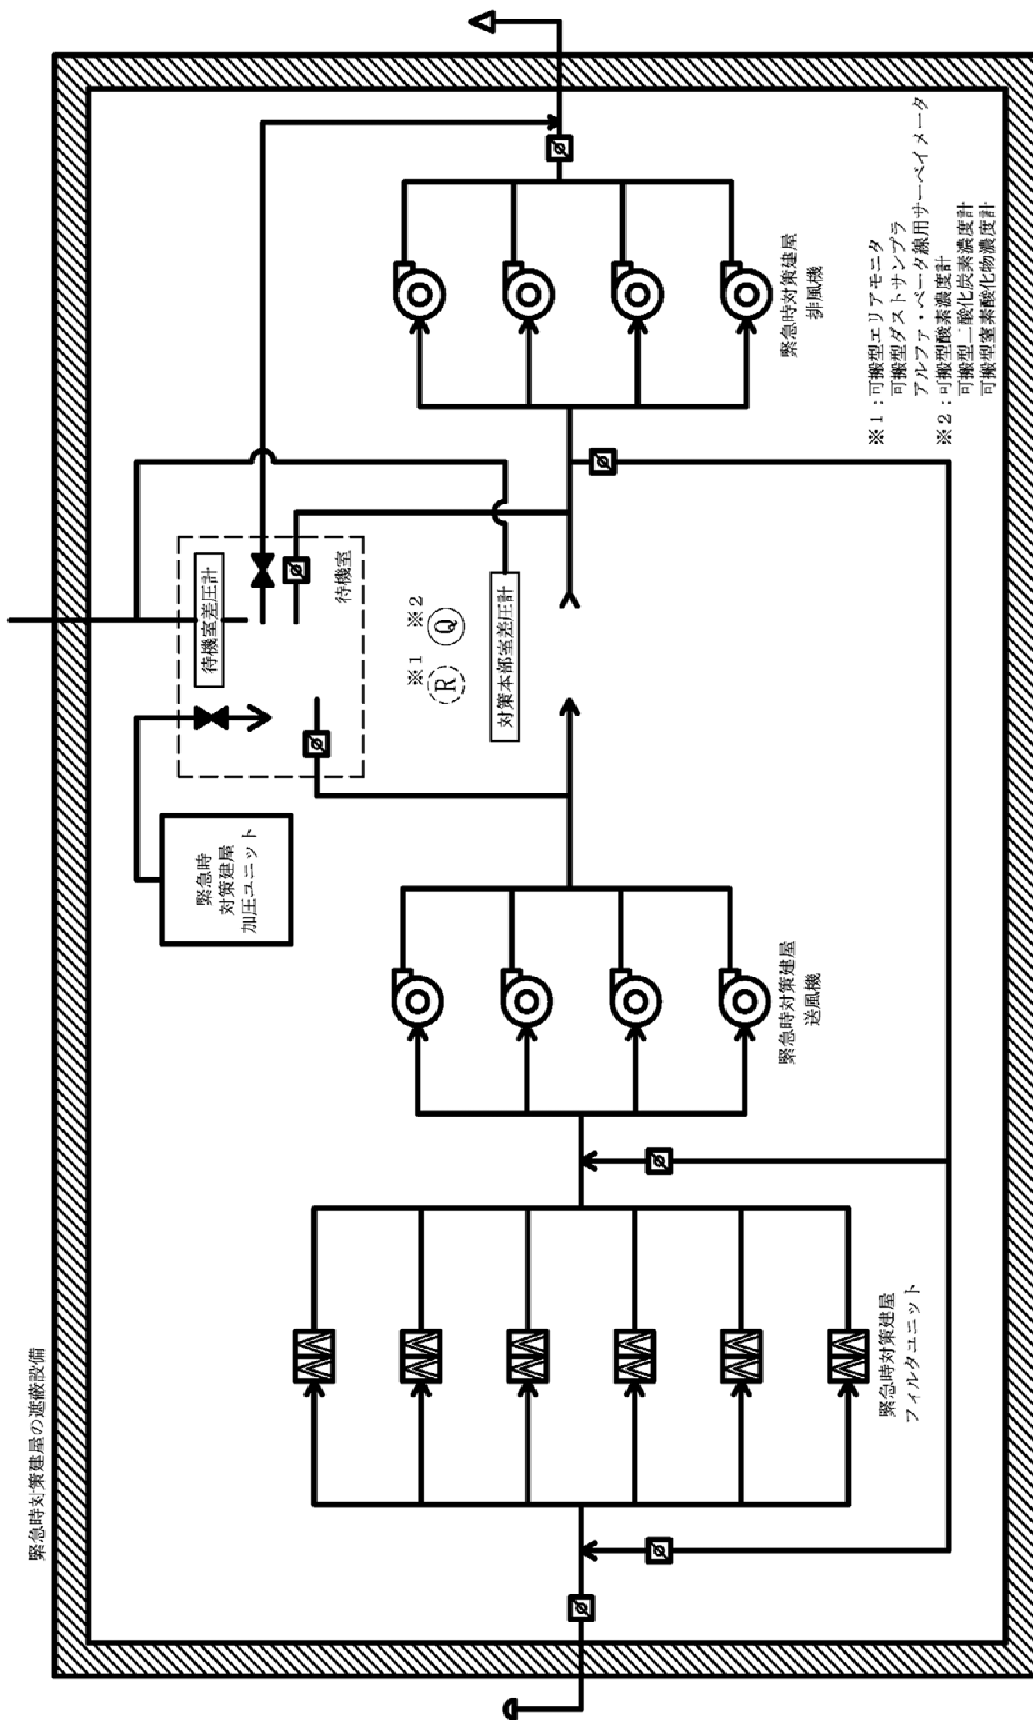 緊急時対策建屋の遮蔽設備
緊急時
対策建屋
加圧ユニット
待機室差圧計
待機室
※1
※2
R
Q
対策本部室差圧計
緊急時対策建屋
フィルタユニット
緊急時対策建屋
送風機
緊急時対策建屋
排風機
※1：可搬型エリアモニタ
可搬型ダストサンプラ
アルファ・ベータ線用サーベイメータ
※2：可搬型酸素濃度計
可搬型二酸化炭素濃度計
可搬型窒素酸化物濃度計